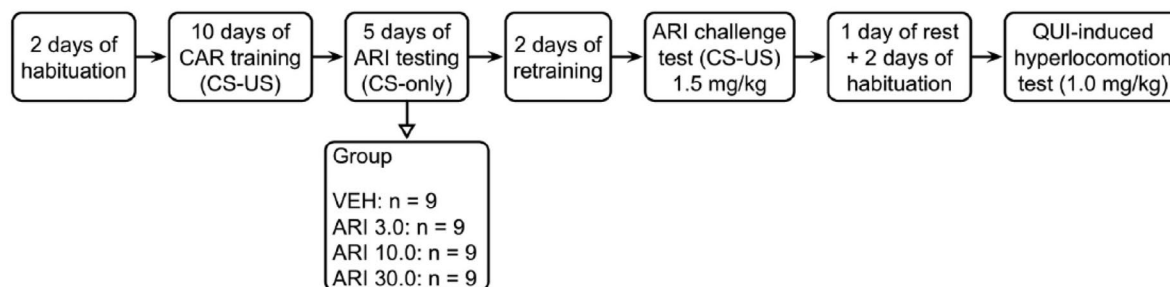 2 days of
habituation
10 days of
CAR training
(CS-US)
5 days of
ARI testing
(CS-only)
2 days of
retraining
ARI challenge
test (CS-US)
1.5 mg/kg
1 day of rest
+ 2 days of
habituation
QUI-induced
hyperlocomotion
test (1.0 mg/kg)
Group
VEH: n = 9
ARI 3.0: n = 9
ARI 10.0: n = 9
ARI 30.0: n = 9